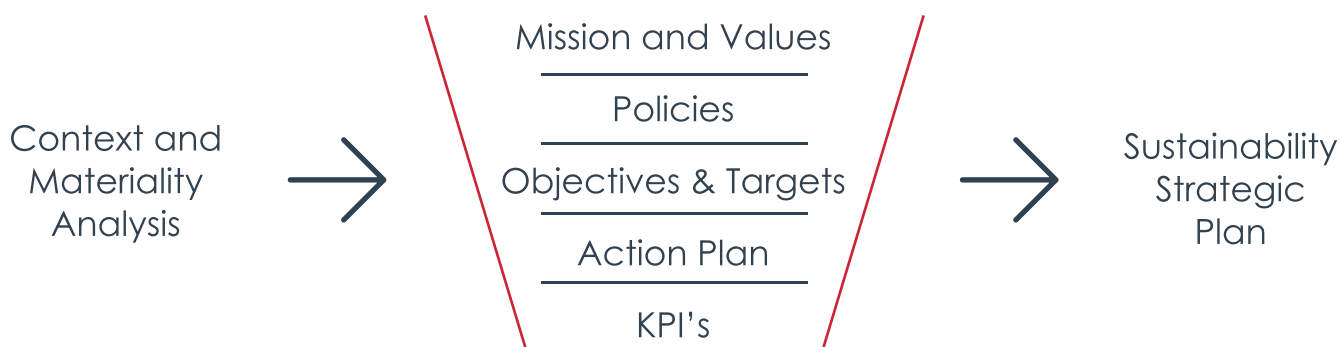 Context and
Materiality
Analysis
Mission and Values
Policies
Objectives & Targets
Action Plan
KPI’s
Sustainability
Strategic
Plan